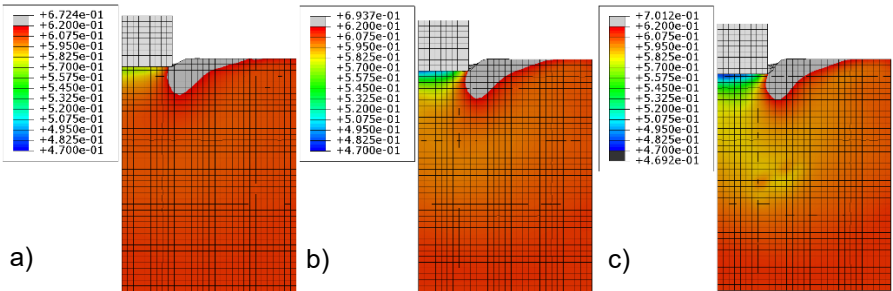 +6.724e-01
+6.200e-01
+6.075e-01
+5.950e-01
+5.825e-01
+5.700e-01
+5.575e-01
+5.450e-01
+5.325e-01
+5.200e-01
+5.075e-01
+4.950e-01
+4.825e-01
+4.700e-01
a)
+6.937e-01
+6.200e-01
+6.075e-01
+5.950e-01
+5.825e-01
+5.700e-01
+5.575e-01
+5.450e-01
+5.325e-01
+5.200e-01
+5.075e-01
+4.950e-01
+4.825e-01
+4.700e-01
b)
+7.012e-01
+6.200e-01
+6.075e-01
+5.950e-01
+5.825e-01
+5.700e-01
+5.575e-01
+5.450e-01
+5.325e-01
+5.200e-01
+5.075e-01
+4.950e-01
+4.825e-01
+4.700e-01
+4.692e-01
c)